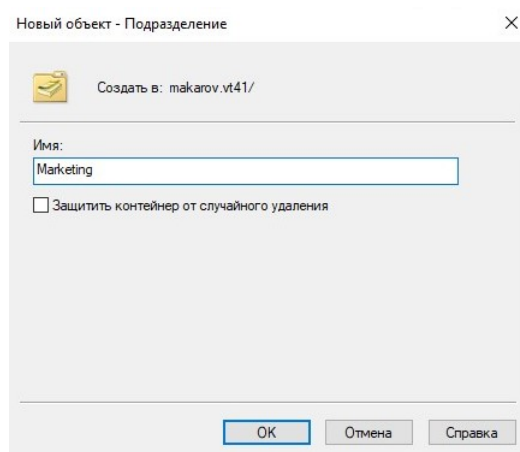 Новый объект - Подразделение
Создать в: makarov.vt41/
Имя:
Marketing
Защитить контейнер от случайного удаления
OK Отмена Справка